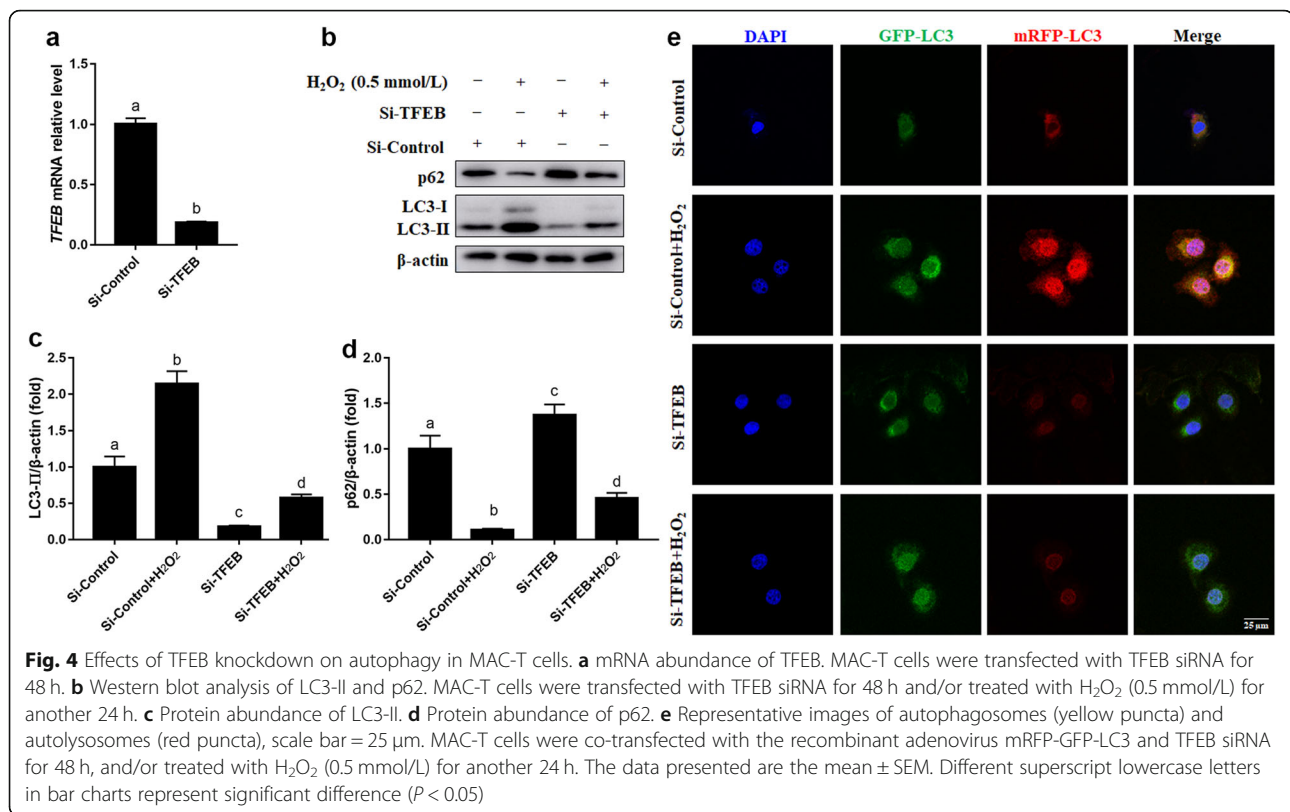 a
TFEB mRNA relative level
1.5
1.0
0.5
0.0
a
b
Si-Control
Si-TFEB
b
H₂O₂ (0.5 mmol/L) − + − +
Si-TFEB − − + +
Si-Control + + − −
p62
LC3-I
LC3-II
β-actin
c
LC3-II/β-actin (fold)
2.5
2.0
1.5
1.0
0.5
0.0
a
b
c
d
Si-Control
Si-Control+H₂O₂
Si-TFEB
Si-TFEB+H₂O₂
d
p62/β-actin (fold)
2.0
1.5
1.0
0.5
0.0
a
b
c
d
Si-Control
Si-Control+H₂O₂
Si-TFEB
Si-TFEB+H₂O₂
e
DAPI GFP-LC3 mRFP-LC3 Merge
Si-Control
Si-Control+H₂O₂
Si-TFEB
Si-TFEB+H₂O₂
25 μm
Fig. 4 Effects of TFEB knockdown on autophagy in MAC-T cells. a mRNA abundance of TFEB. MAC-T cells were transfected with TFEB siRNA for
48 h. b Western blot analysis of LC3-II and p62. MAC-T cells were transfected with TFEB siRNA for 48 h and/or treated with H₂O₂ (0.5 mmol/L) for
another 24 h. c Protein abundance of LC3-II. d Protein abundance of p62. e Representative images of autophagosomes (yellow puncta) and
autolysosomes (red puncta), scale bar = 25 μm. MAC-T cells were co-transfected with the recombinant adenovirus mRFP-GFP-LC3 and TFEB siRNA
for 48 h, and/or treated with H₂O₂ (0.5 mmol/L) for another 24 h. The data presented are the mean ± SEM. Different superscript lowercase letters
in bar charts represent significant difference (P < 0.05)